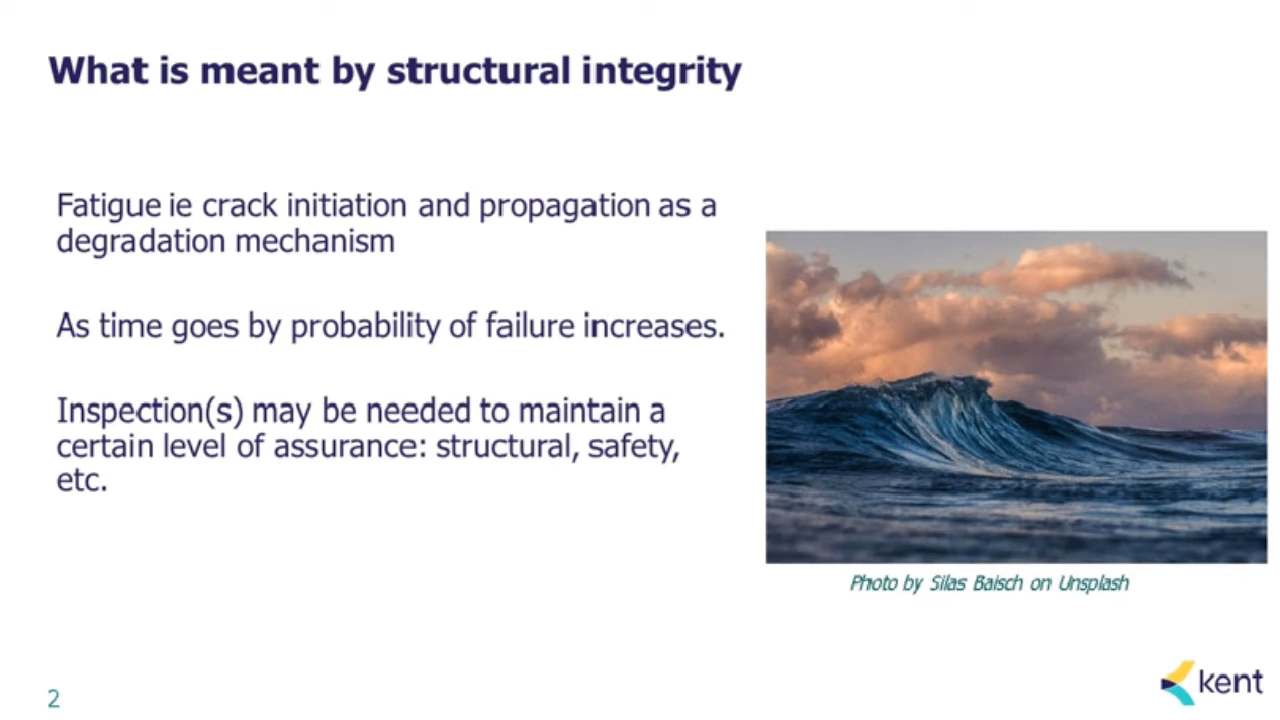 What is meant by structural integrity
Fatigue ie crack initiation and propagation as a
degradation mechanism
As time goes by probability of failure increases.
Inspection(s) may be needed to maintain a
certain level of assurance: structural, safety,
etc.
Photo by Silas Baisch on Unsplash
2
kent